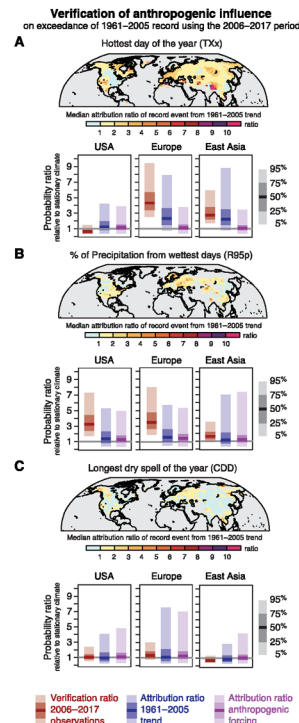 Verification of anthropogenic influence
on exceedance of 1961–2005 record using the 2006–2017 period
A
Hottest day of the year (TXx)
Median attribution ratio of record event from 1961–2005 trend
ratio
1 2 3 4 5 6 7 8 9 10
USA Europe East Asia
Probability ratio
relative to stationary climate
9
7
5
3
1
95%
75%
50%
25%
5%
B
% of Precipitation from wettest days (R95p)
Median attribution ratio of record event from 1961–2005 trend
ratio
1 2 3 4 5 6 7 8 9 10
USA Europe East Asia
Probability ratio
relative to stationary climate
9
7
5
3
1
95%
75%
50%
25%
5%
C
Longest dry spell of the year (CDD)
Median attribution ratio of record event from 1961–2005 trend
ratio
1 2 3 4 5 6 7 8 9 10
USA Europe East Asia
Probability ratio
relative to stationary climate
9
7
5
3
1
95%
75%
50%
25%
5%
Verification ratio
2006–2017
observations
Attribution ratio
1961–2005
trend
Attribution ratio
anthropogenic
forcing